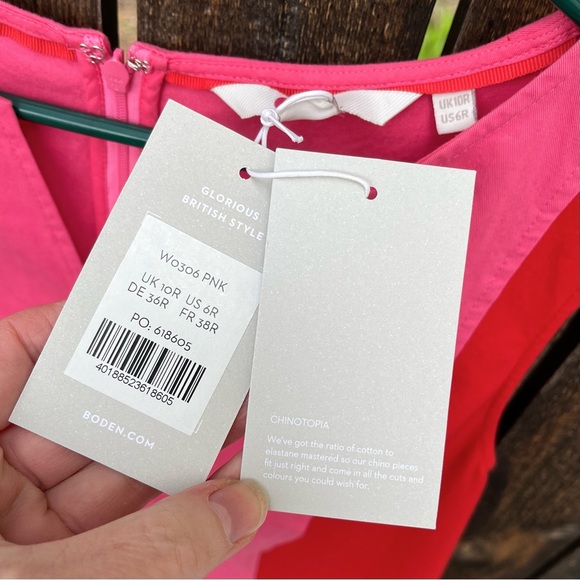 UK10R
US6R
GLORIOUS
BRITISH STYLE
W0306 PNK
UK 10R US 6R
DE 36R FR 38R
PO: 618605
40188523618605
BODEN.COM
CHINOTOPIA
We've got the ratio of cotton to
elastane mastered so our chino pieces
fit just right and come in all the cuts and
colours you could wish for.